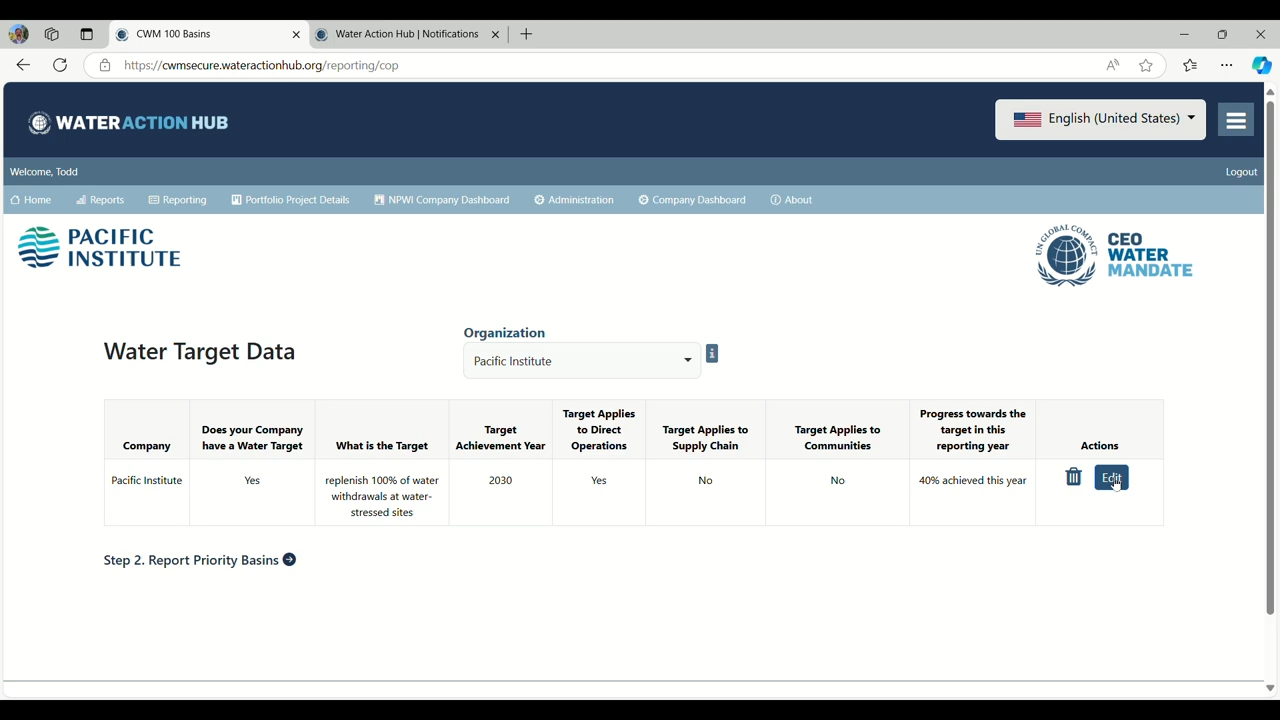 CWM 100 Basins
Water Action Hub | Notifications
https://cwmsecure.wateractionhub.org/reporting/cop
WATER ACTION HUB
English (United States)
Welcome, Todd
Logout
Home
Reports
Reporting
Portfolio Project Details
NPWI Company Dashboard
Administration
Company Dashboard
About
PACIFIC
INSTITUTE
UN GLOBAL COMPACT
CEO
WATER
MANDATE
Water Target Data
Organization
Pacific Institute
Company
Does your Company
have a Water Target
What is the Target
Target
Achievement Year
Target Applies
to Direct
Operations
Target Applies to
Supply Chain
Target Applies to
Communities
Progress towards the
target in this
reporting year
Actions
Pacific Institute
Yes
replenish 100% of water
withdrawals at water-
stressed sites
2030
Yes
No
No
40% achieved this year
Edit
Step 2. Report Priority Basins